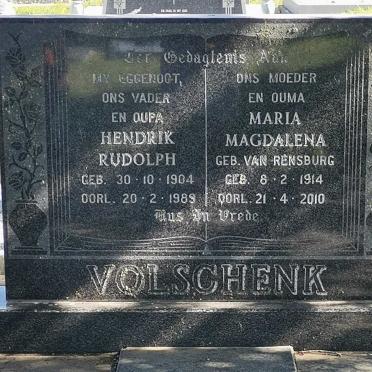 Ter Gedagtenis Aan
MY EGGENOOT,
ONS VADER
EN OUPA
HENDRIK
RUDOLPH
GEB. 30-10-1904
OORL. 20-2-1989
ONS MOEDER
EN OUMA
MARIA
MAGDALENA
GEB. VAN RENSBURG
GEB. 8-2-1914
OORL. 21-4-2010
Rus In Vrede
VOLSCHENK